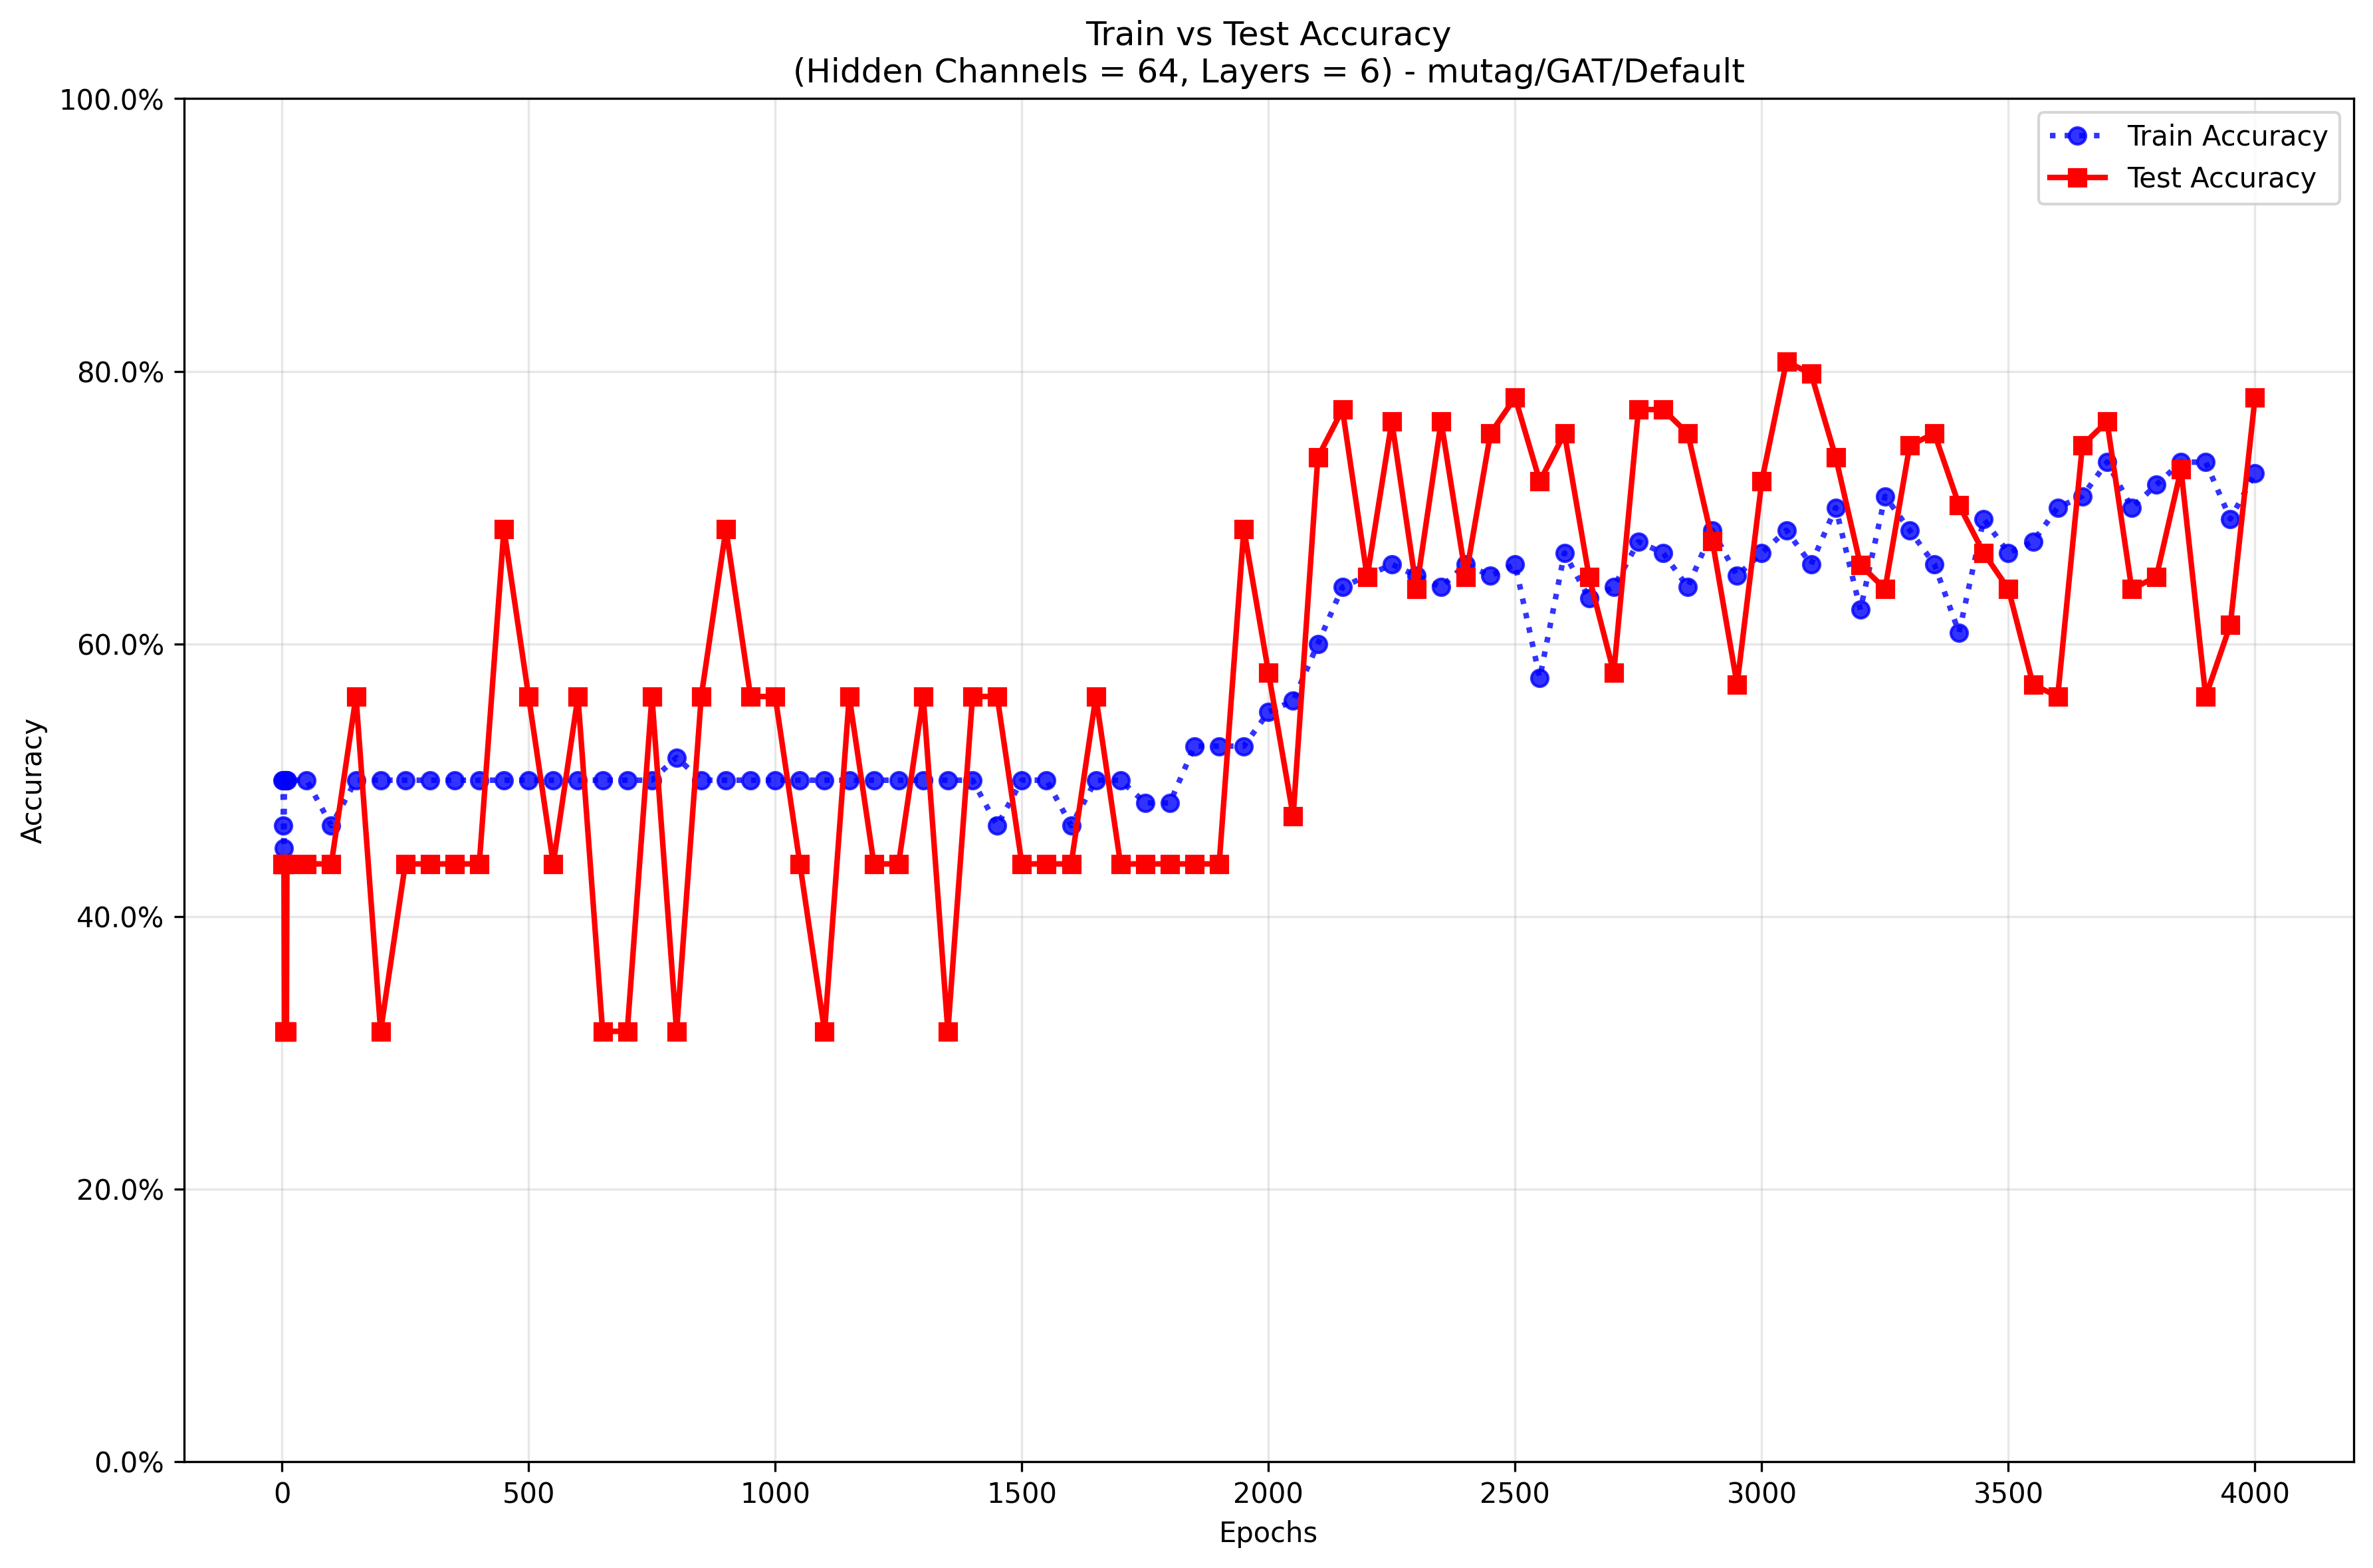 Train vs Test Accuracy
(Hidden Channels = 64, Layers = 6) - mutag/GAT/Default
100.0%
80.0%
60.0%
40.0%
20.0%
0.0%
Accuracy
Train Accuracy
Test Accuracy
0 500 1000 1500 2000 2500 3000 3500 4000
Epochs